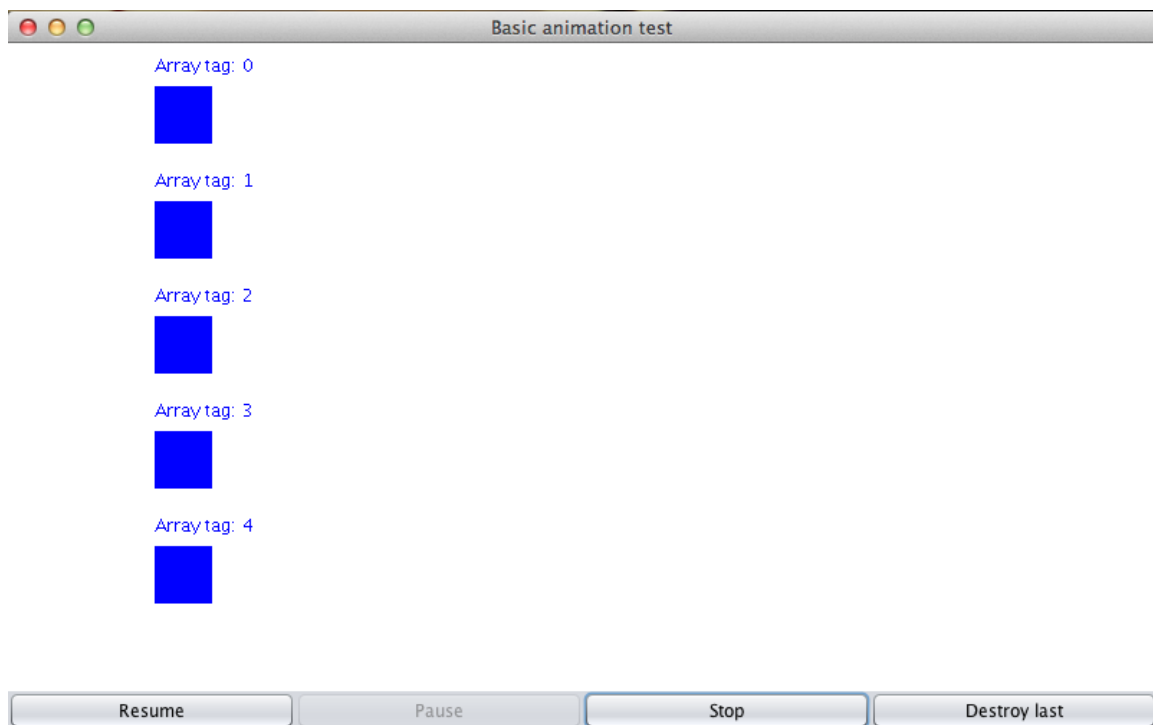 Basic animation test
Array tag: 0
Array tag: 1
Array tag: 2
Array tag: 3
Array tag: 4
Resume Pause Stop Destroy last